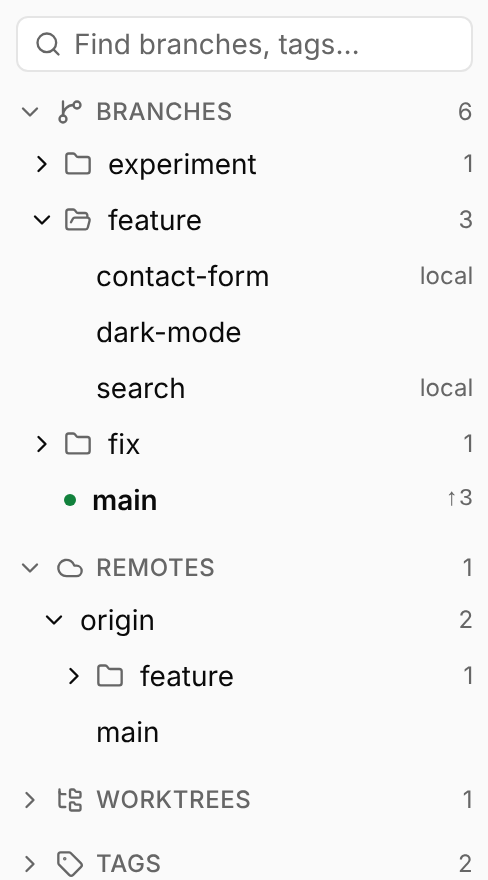 Find branches, tags...
BRANCHES 6
experiment 1
feature 3
contact-form local
dark-mode
search local
fix 1
main ↑3
REMOTES 1
origin 2
feature 1
main
WORKTREES 1
TAGS 2